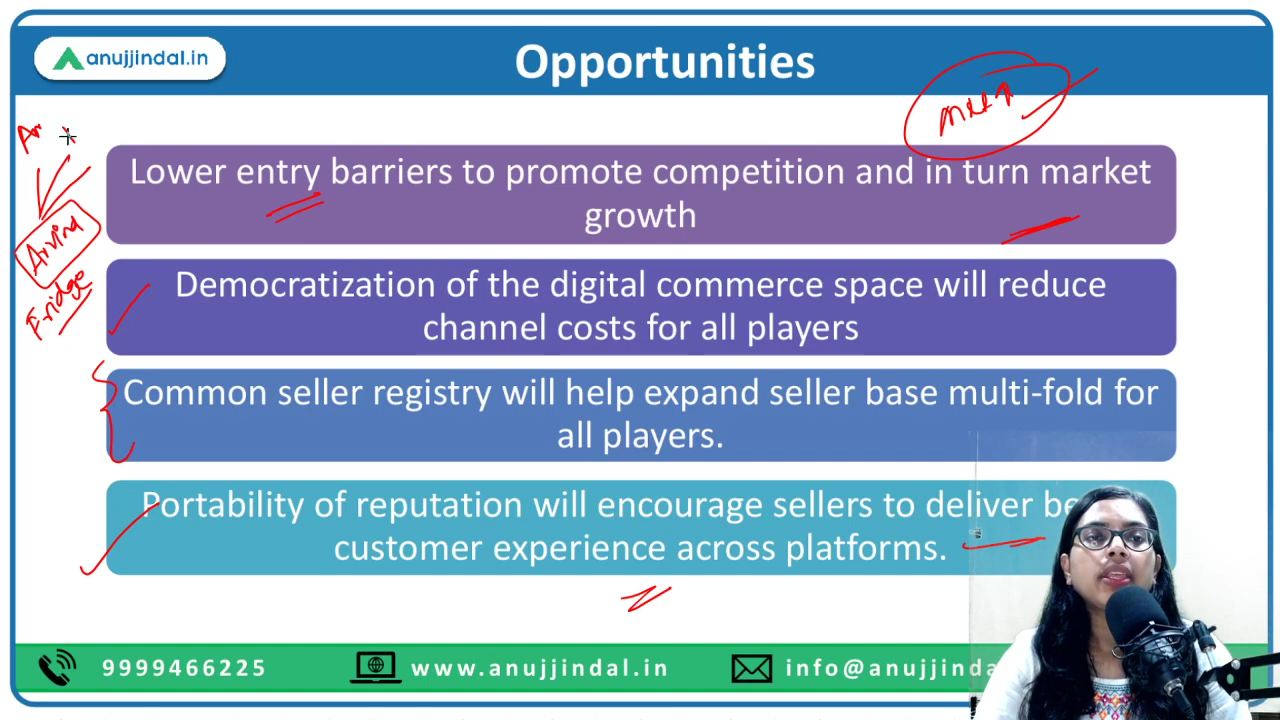 anujjindal.in
Opportunities
Ar
Arvind
Fridge
Lower entry barriers to promote competition and in turn market
growth
Democratization of the digital commerce space will reduce
channel costs for all players
Common seller registry will help expand seller base multi-fold for
all players.
Portability of reputation will encourage sellers to deliver be
customer experience across platforms.
9999466225
www.anujjindal.in
info@anujjinda